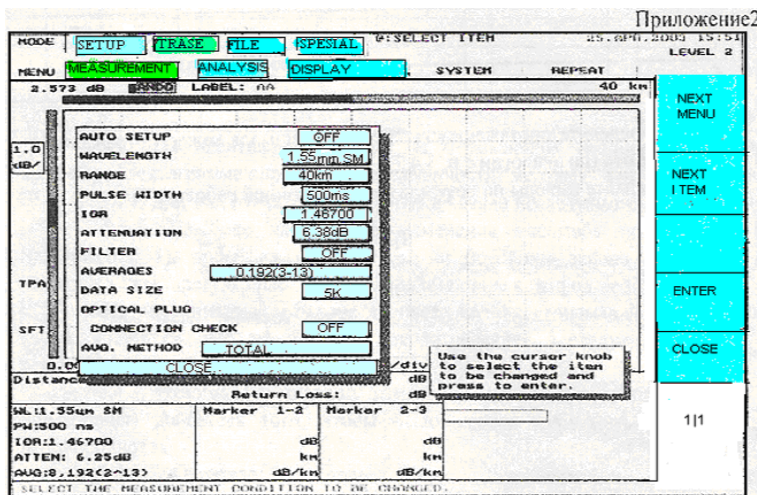 Приложение2
MODE SETUP TRASE FILE SPESIAL @:SELECT ITEM 25.APR.2003 15:51
LEVEL 2
MENU MEASUREMENT ANALYSIS DISPLAY SYSTEM REPEAT
2.573 dB ANDO LABEL: AA 40 km
NEXT MENU
1.0 dB/
AUTO SETUP OFF
WAVELENGTH 1.55mm SM
RANGE 40km
PULSE WIDTH 500ms
IOR 1.46700
ATTENUATION 6.38dB
FILTER OFF
AVERAGES 0.192(3-13)
DATA SIZE 5K
OPTICAL PLUG
CONNECTION CHECK OFF
AVG. METHOD TOTAL
CLOSE
NEXT ITEM
ENTER
CLOSE
TPA
SFT
0.00 /div
Use the cursor knob
to select the iten
to be changed and
press to enter.
Distance dB
Return Loss: dB
WL:1.55um SM Marker 1-2 Marker 2-3
PW:500 ns
IOR:1.46700 dB dB
ATTEN: 6.25dB km km
AVG:8,192(2^13) dB/km dB/km
1|1
SELECT THE MEASUREMENT CONDITION TO BE CHANGED.